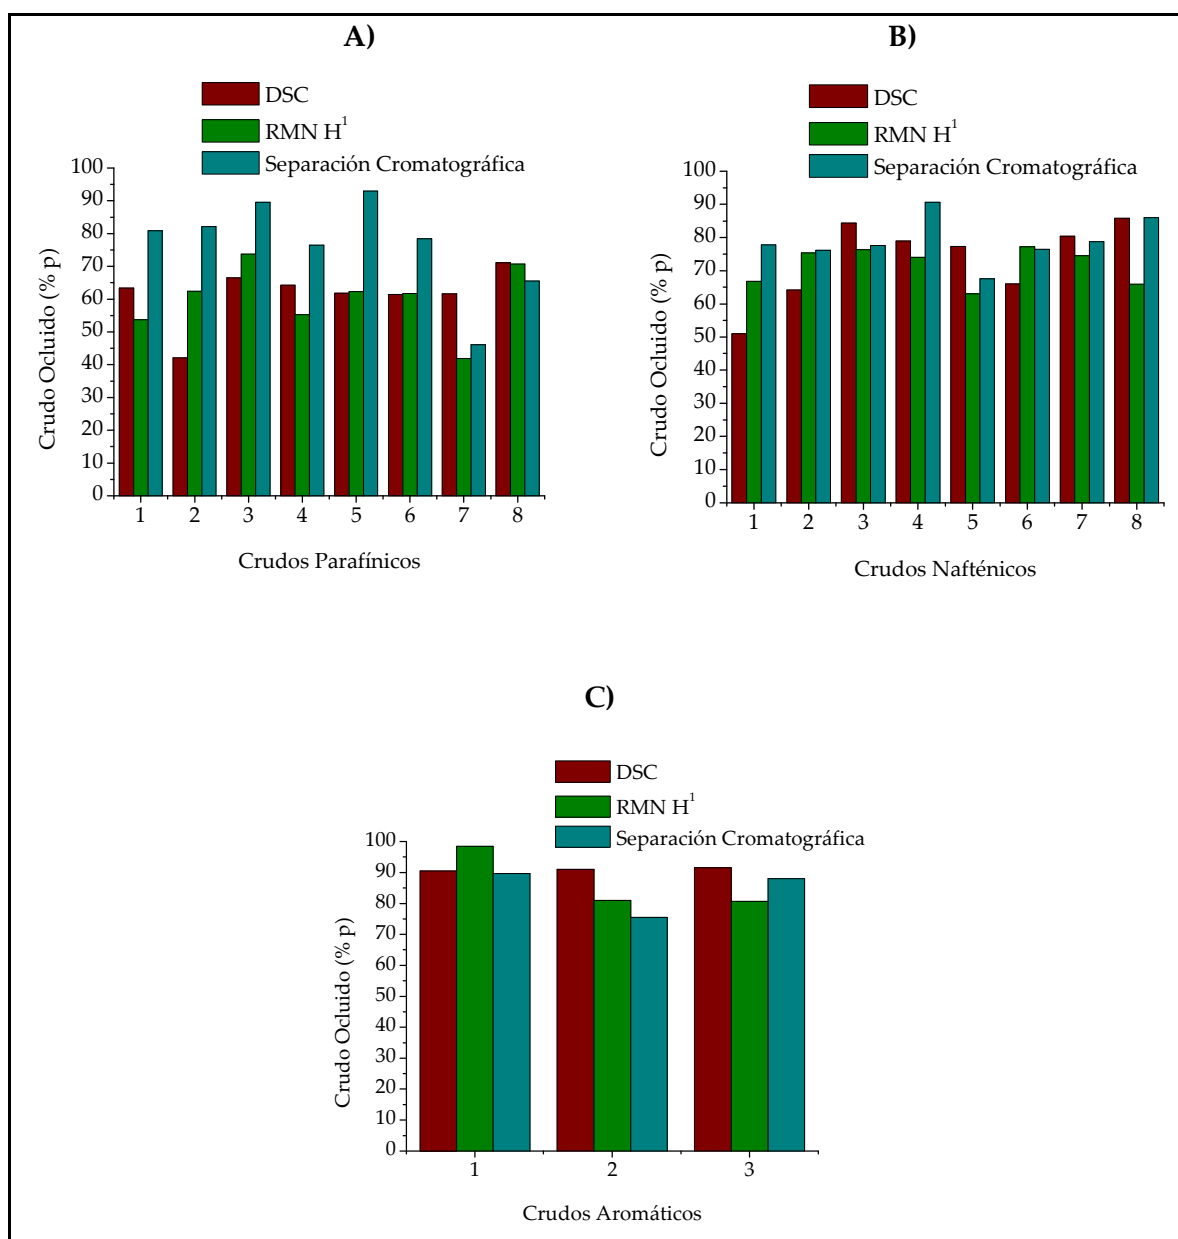 A)
DSC
RMN H¹
Separación Cromatográfica
100
90
80
70
60
50
40
30
20
10
0
Crudo Ocluido (% p)
1 2 3 4 5 6 7 8
Crudos Parafínicos
B)
DSC
RMN H¹
Separación Cromatográfica
100
90
80
70
60
50
40
30
20
10
0
Crudo Ocluido (% p)
1 2 3 4 5 6 7 8
Crudos Nafténicos
C)
DSC
RMN H¹
Separación Cromatográfica
100
90
80
70
60
50
40
30
20
10
0
Crudo Ocluido (% p)
1 2 3
Crudos Aromáticos